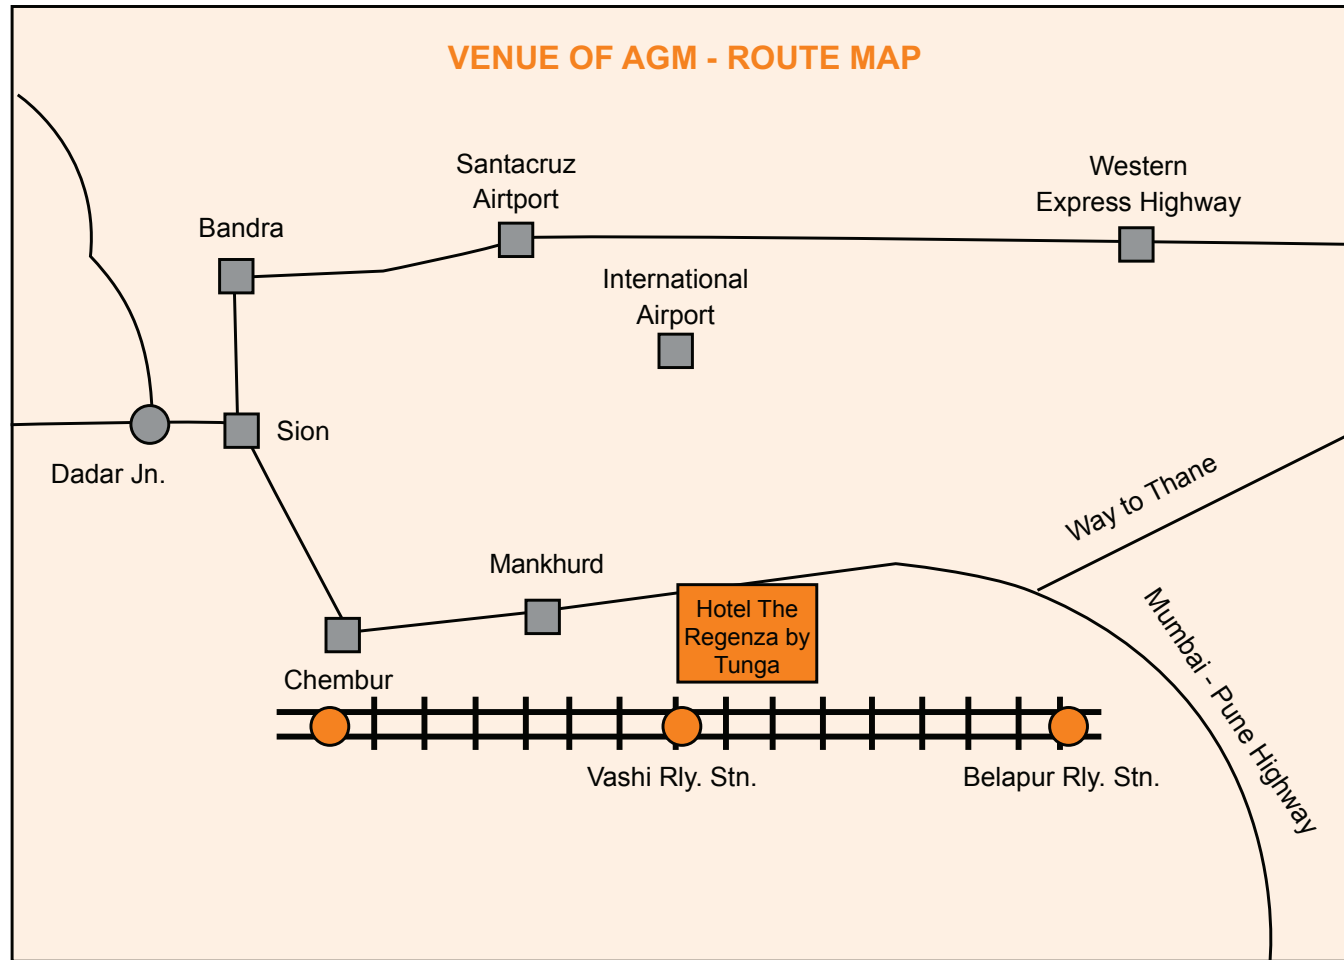 VENUE OF AGM - ROUTE MAP
Santacruz
Airtport
Western
Express Highway
Bandra
International
Airport
Sion
Dadar Jn.
Way to Thane
Mankhurd
Hotel The
Regenza by
Tunga
Mumbai - Pune Highway
Chembur
Vashi Rly. Stn.
Belapur Rly. Stn.